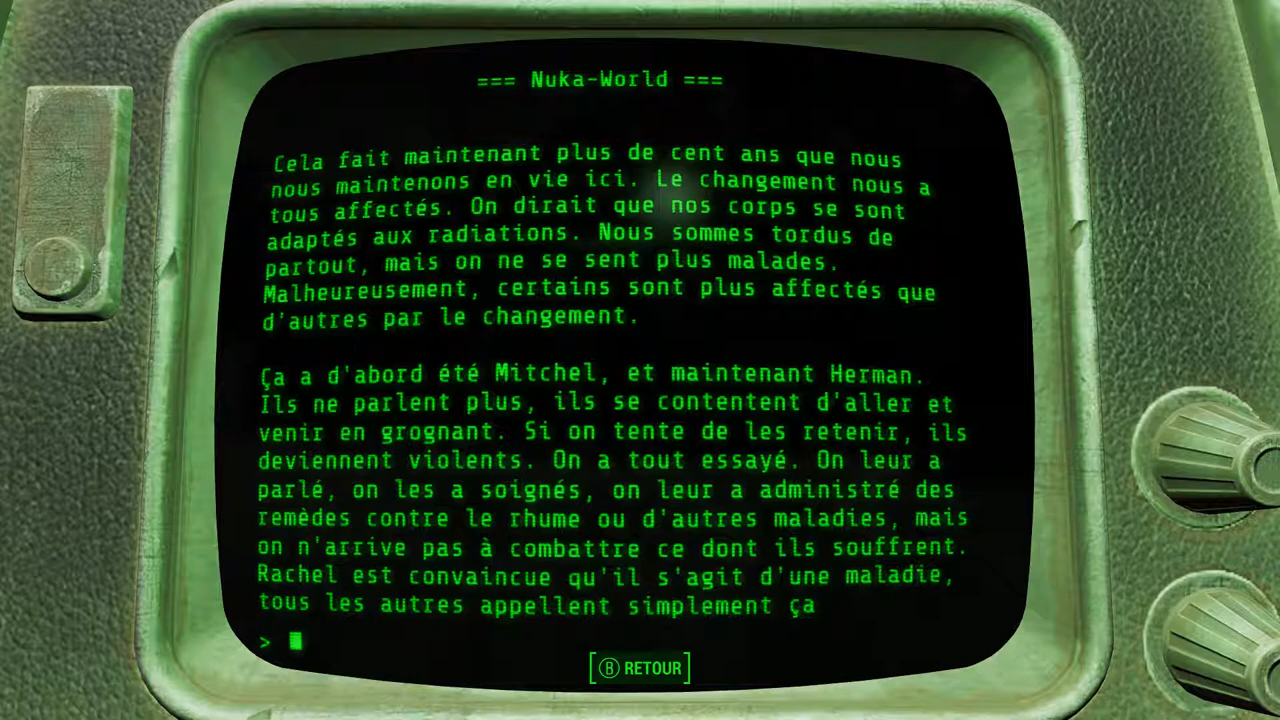 === Nuka-World ===
Cela fait maintenant plus de cent ans que nous
nous maintenons en vie ici. Le changement nous a
tous affectés. On dirait que nos corps se sont
adaptés aux radiations. Nous sommes tordus de
partout, mais on ne se sent plus malades.
Malheureusement, certains sont plus affectés que
d'autres par le changement.
Ça a d'abord été Mitchel, et maintenant Herman.
Ils ne parlent plus, ils se contentent d'aller et
venir en grognant. Si on tente de les retenir, ils
deviennent violents. On a tout essayé. On leur a
parlé, on les a soignés, on leur a administré des
remèdes contre le rhume ou d'autres maladies, mais
on n'arrive pas à combattre ce dont ils souffrent.
Rachel est convaincue qu'il s'agit d'une maladie,
tous les autres appellent simplement ça
>
[Ⓑ RETOUR]